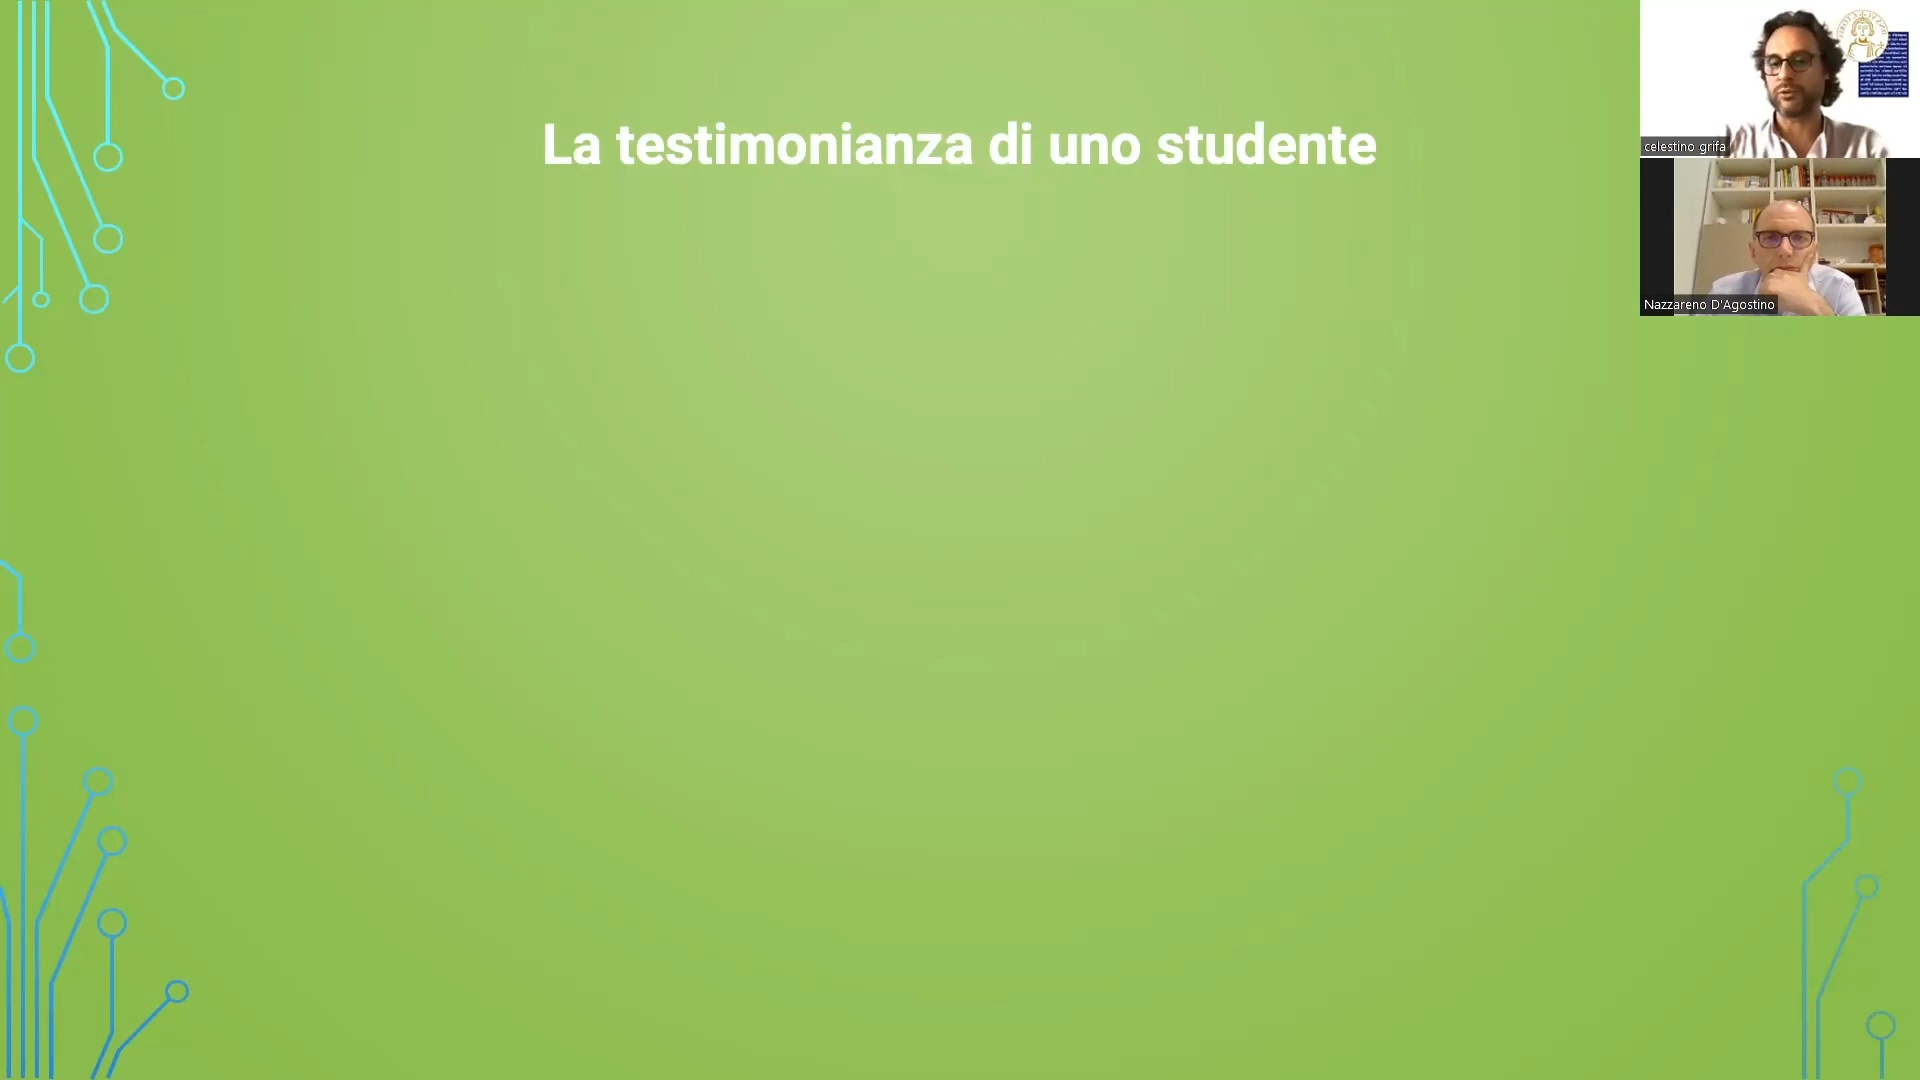 La testimonianza di uno studente
celestino grifa
Nazzareno D'Agostino